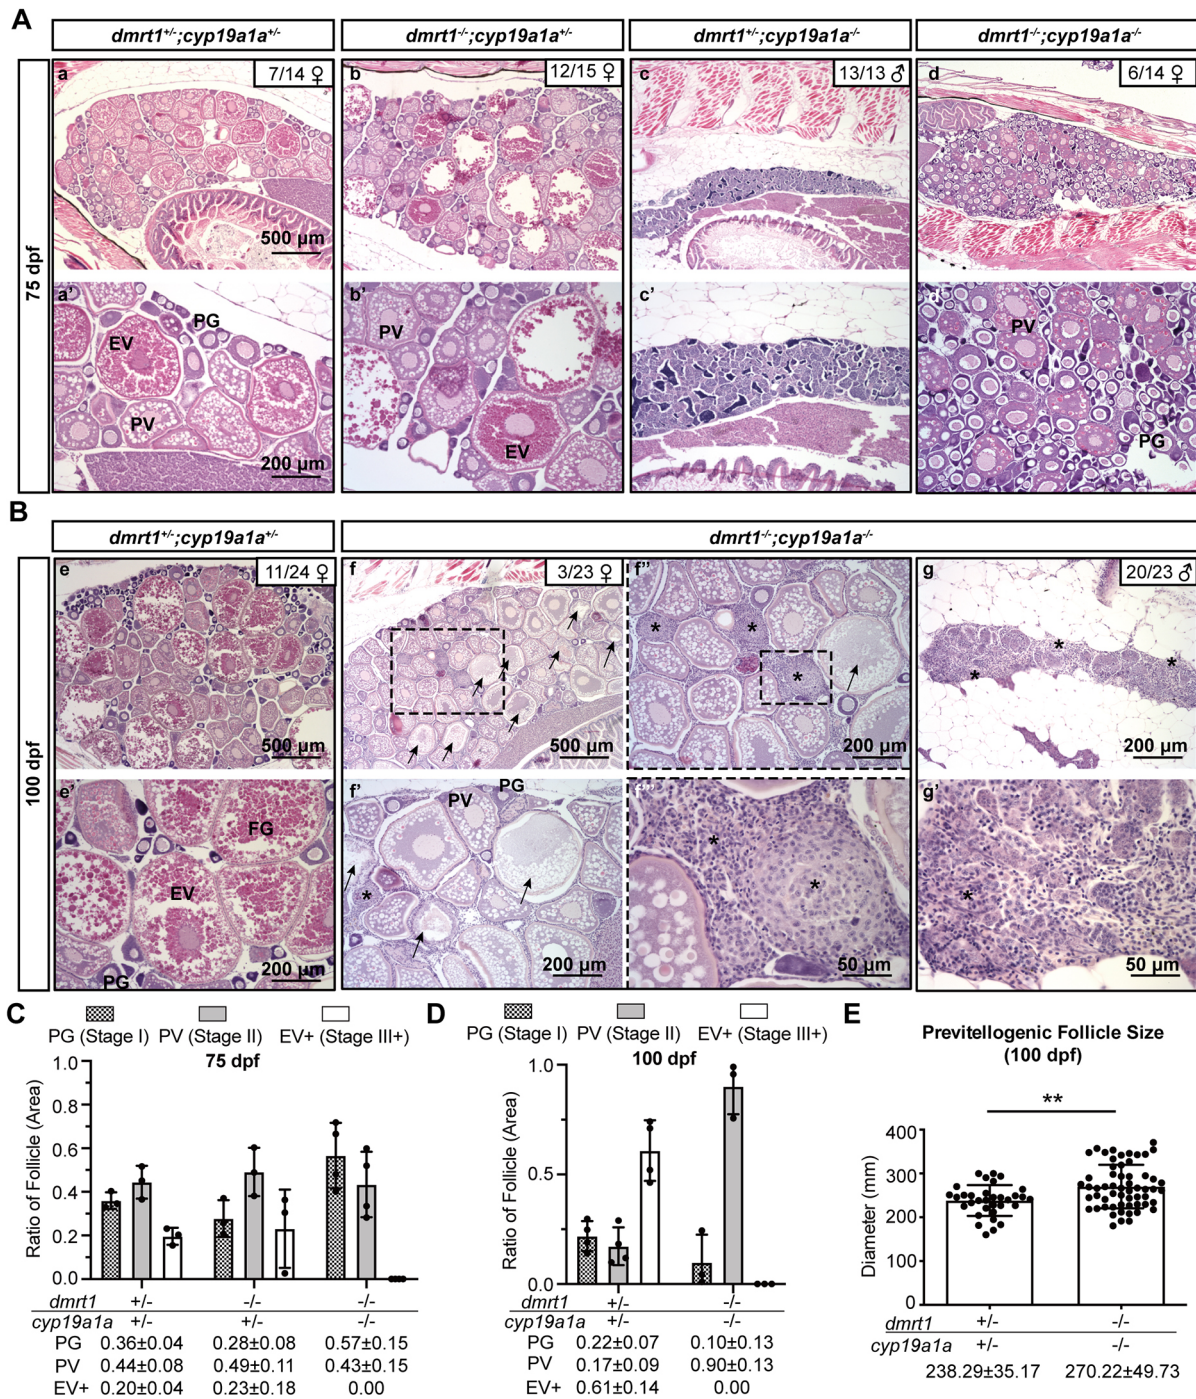 A
dmrt1+/-;cyp19a1a+/-
dmrt1-/-;cyp19a1a+/-
dmrt1+/-;cyp19a1a-/-
dmrt1-/-;cyp19a1a-/-
75 dpf
a
7/14 ♀
500 µm
b
12/15 ♀
c
13/13 ♂
d
6/14 ♀
a'
PG
EV
PV
200 µm
b'
PV
EV
c'
d'
PV
PG
B
dmrt1+/-;cyp19a1a+/-
dmrt1-/-;cyp19a1a-/-
100 dpf
e
11/24 ♀
500 µm
f
3/23 ♀
500 µm
f''
*
*
*
200 µm
g
20/23 ♂
*
*
*
200 µm
e'
FG
EV
PG
200 µm
f'
PV
PG
*
200 µm
*
*
50 µm
g'
*
50 µm
C
PG (Stage I) PV (Stage II) EV+ (Stage III+)
75 dpf
Ratio of Follicle (Area)
1.0
0.8
0.6
0.4
0.2
0.0
dmrt1 +/- -/- -/-
cyp19a1a +/- +/- -/-
PG 0.36±0.04 0.28±0.08 0.57±0.15
PV 0.44±0.08 0.49±0.11 0.43±0.15
EV+ 0.20±0.04 0.23±0.18 0.00
D
PG (Stage I) PV (Stage II) EV+ (Stage III+)
100 dpf
Ratio of Follicle (Area)
1.0
0.5
0.0
dmrt1 +/- -/-
cyp19a1a +/- -/-
PG 0.22±0.07 0.10±0.13
PV 0.17±0.09 0.90±0.13
EV+ 0.61±0.14 0.00
E
Previtellogenic Follicle Size
(100 dpf)
**
Diameter (mm)
400
300
200
100
0
dmrt1 +/- -/-
cyp19a1a +/- -/-
238.29±35.17 270.22±49.73